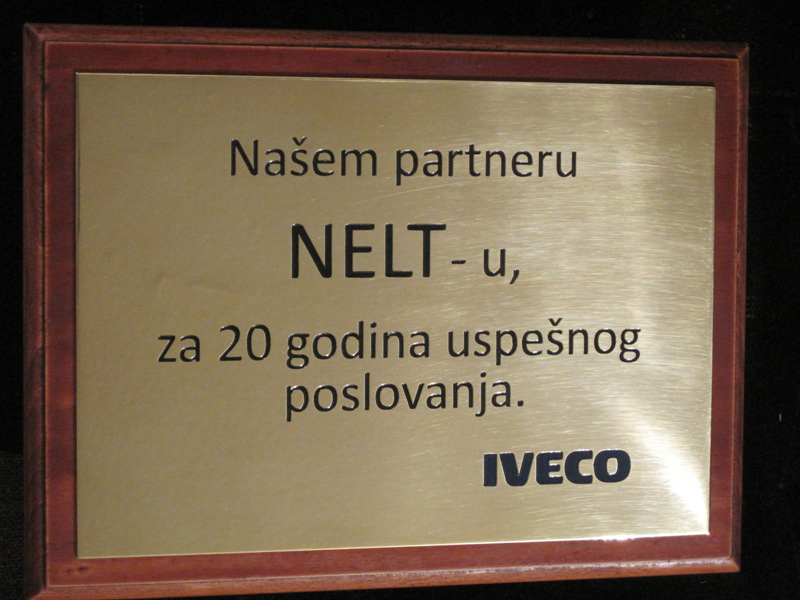 Našem partneru
NELT - u,
za 20 godina uspešnog
poslovanja.
IVECO